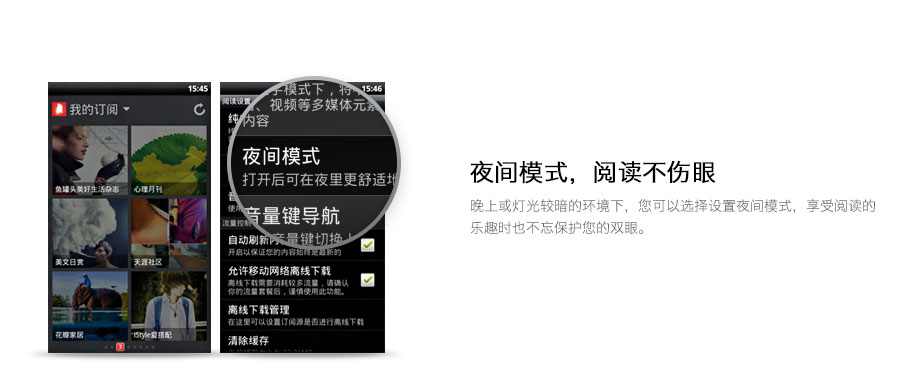 15:45
我的订阅
鱼罐头美好生活杂志
心理月刊
美文日赏
天涯社区
花瓣家居
iStyle爱搭配
3
15:46
阅读设置
模式下，将
、视频等多媒体元素
内容
夜间模式
打开后可在夜里更舒适地
音量键导航
音量键切换
流量控制
自动刷新
开启以保证您的内容始终是最新的
允许移动网络离线下载
离线下载需要消耗较多流量，请确认
你的流量套餐后，谨慎使用此功能。
离线下载管理
在这里可以设置订阅源是否进行离线下载
清除缓存
夜间模式，阅读不伤眼
晚上或灯光较暗的环境下，您可以选择设置夜间模式，享受阅读的
乐趣时也不忘保护您的双眼。